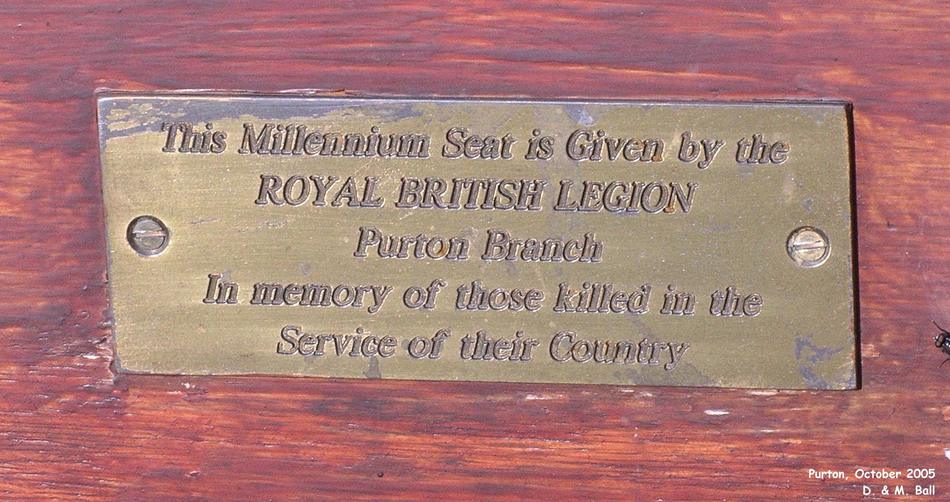 This Millennium Seat is Given by the
ROYAL BRITISH LEGION
Purton Branch
In memory of those killed in the
Service of their Country
Purton, October 2005
D. & M. Ball